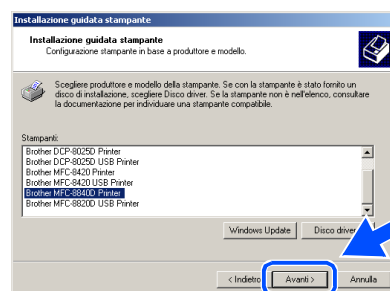 Installazione guidata stampante
Installazione guidata stampante
Configurazione stampante in base a produttore e modello.
Scegliere produttore e modello della stampante. Se con la stampante è stato fornito un
disco di installazione, scegliere Disco driver. Se la stampante non è nell'elenco, consultare
la documentazione per individuare una stampante compatibile.
Stampanti:
Brother DCP-8025D Printer
Brother DCP-8025D USB Printer
Brother MFC-8420 Printer
Brother MFC-8420 USB Printer
Brother MFC-8840D Printer
Brother MFC-8820D USB Printer
Windows Update Disco driver
< Indietro Avanti > Annulla